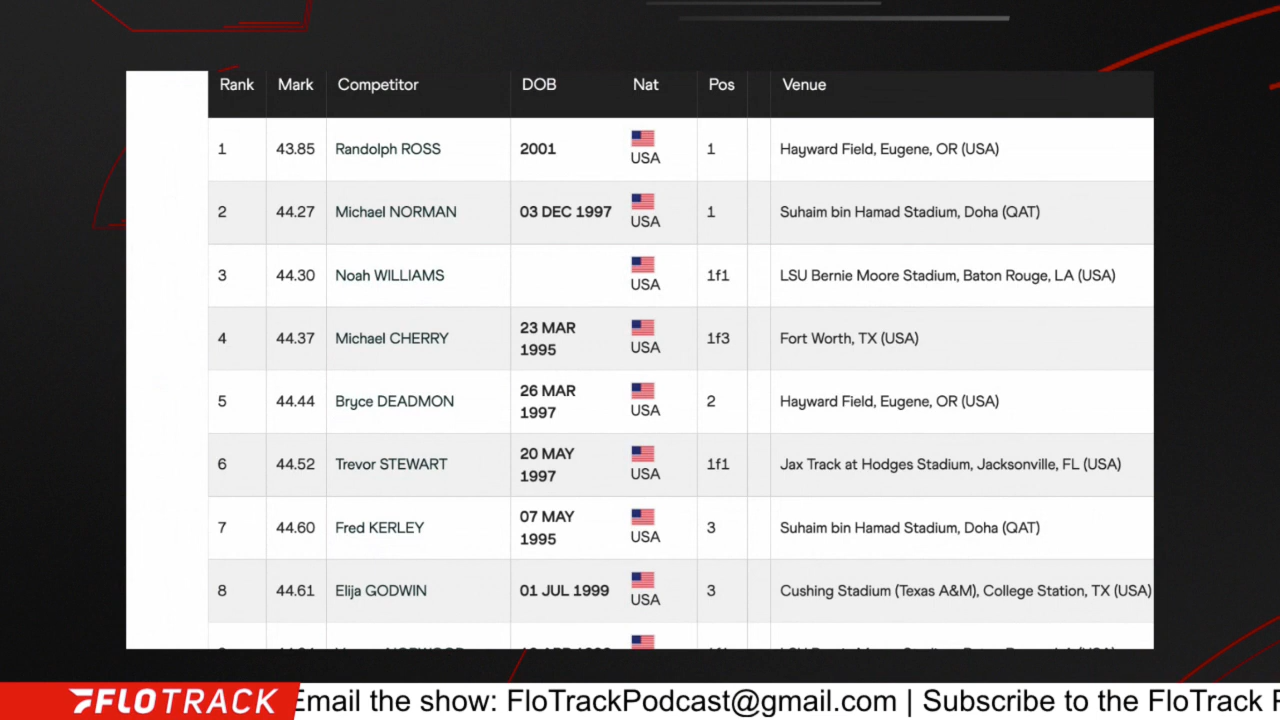 Rank Mark Competitor DOB Nat Pos Venue
1 43.85 Randolph ROSS 2001 USA 1 Hayward Field, Eugene, OR (USA)
2 44.27 Michael NORMAN 03 DEC 1997 USA 1 Suhaim bin Hamad Stadium, Doha (QAT)
3 44.30 Noah WILLIAMS USA 1f1 LSU Bernie Moore Stadium, Baton Rouge, LA (USA)
4 44.37 Michael CHERRY 23 MAR 1995 USA 1f3 Fort Worth, TX (USA)
5 44.44 Bryce DEADMON 26 MAR 1997 USA 2 Hayward Field, Eugene, OR (USA)
6 44.52 Trevor STEWART 20 MAY 1997 USA 1f1 Jax Track at Hodges Stadium, Jacksonville, FL (USA)
7 44.60 Fred KERLEY 07 MAY 1995 USA 3 Suhaim bin Hamad Stadium, Doha (QAT)
8 44.61 Elija GODWIN 01 JUL 1999 USA 3 Cushing Stadium (Texas A&M), College Station, TX (USA)
FLOTRACK Email the show: FloTrackPodcast@gmail.com | Subscribe to the FloTrack